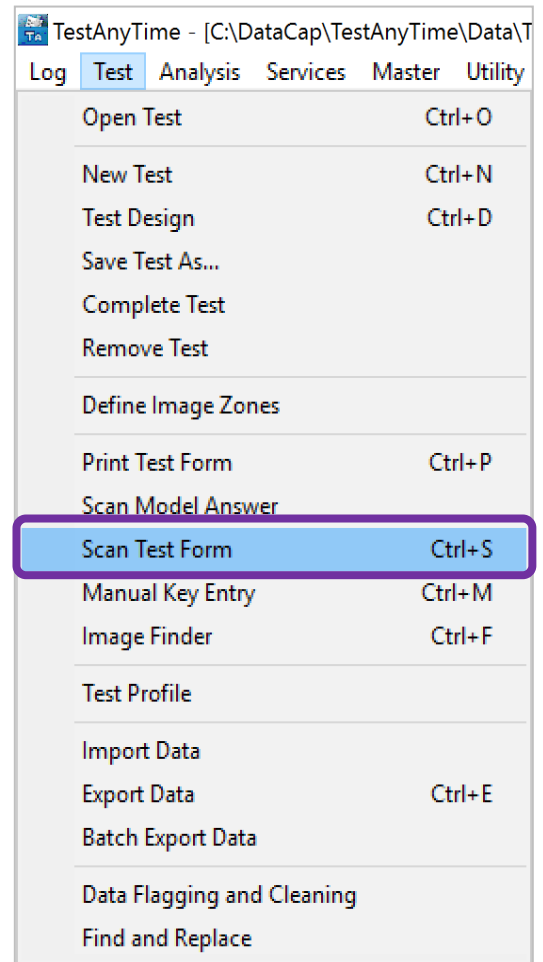 TestAnyTime - [C:\DataCap\TestAnyTime\Data\T
Log Test Analysis Services Master Utility
Open Test Ctrl+O
New Test Ctrl+N
Test Design Ctrl+D
Save Test As...
Complete Test
Remove Test
Define Image Zones
Print Test Form Ctrl+P
Scan Model Answer
Scan Test Form Ctrl+S
Manual Key Entry Ctrl+M
Image Finder Ctrl+F
Test Profile
Import Data
Export Data Ctrl+E
Batch Export Data
Data Flagging and Cleaning
Find and Replace